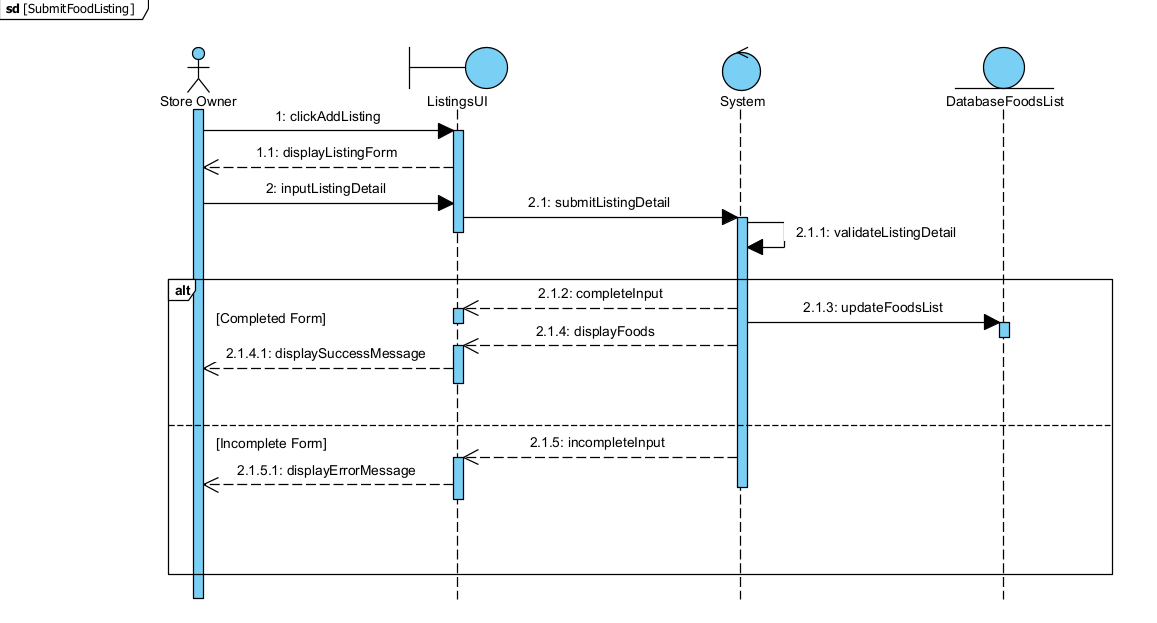 sd [SubmitFoodListing]
Store Owner
ListingsUI
System
DatabaseFoodsList
1: clickAddListing
1.1: displayListingForm
2: inputListingDetail
2.1: submitListingDetail
2.1.1: validateListingDetail
alt
2.1.2: completeInput
2.1.3: updateFoodsList
[Completed Form]
2.1.4: displayFoods
2.1.4.1: displaySuccessMessage
[Incomplete Form]
2.1.5: incompleteInput
2.1.5.1: displayErrorMessage